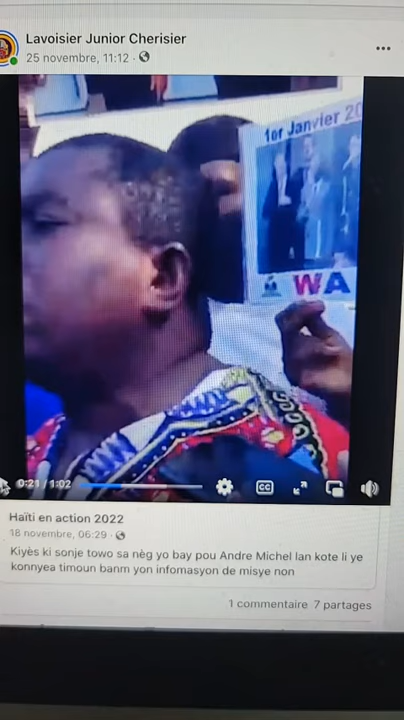 Lavoisier Junior Cherisier
25 novembre, 11:12 ·
1er Janvier 20
WA
0:21 / 1:02
CC
Haïti en action 2022
18 novembre, 06:29 ·
Kiyès ki sonje towo sa nèg yo bay pou Andre Michel lan kote li ye
konnyea timoun banm yon infomasyon de misye non
1 commentaire 7 partages